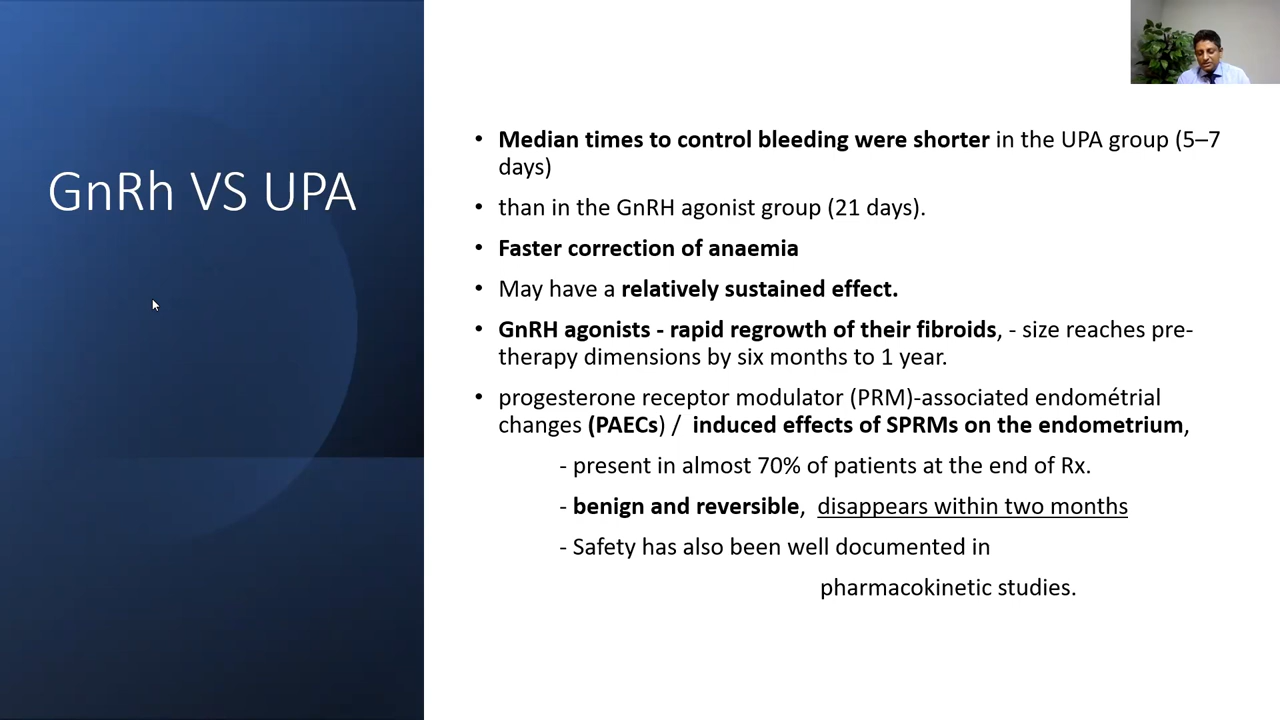 GnRh VS UPA
• Median times to control bleeding were shorter in the UPA group (5–7
days)
• than in the GnRH agonist group (21 days).
• Faster correction of anaemia
• May have a relatively sustained effect.
• GnRH agonists - rapid regrowth of their fibroids, - size reaches pre-
therapy dimensions by six months to 1 year.
• progesterone receptor modulator (PRM)-associated endométrial
changes (PAECs) / induced effects of SPRMs on the endometrium,
- present in almost 70% of patients at the end of Rx.
- benign and reversible, disappears within two months
- Safety has also been well documented in
pharmacokinetic studies.